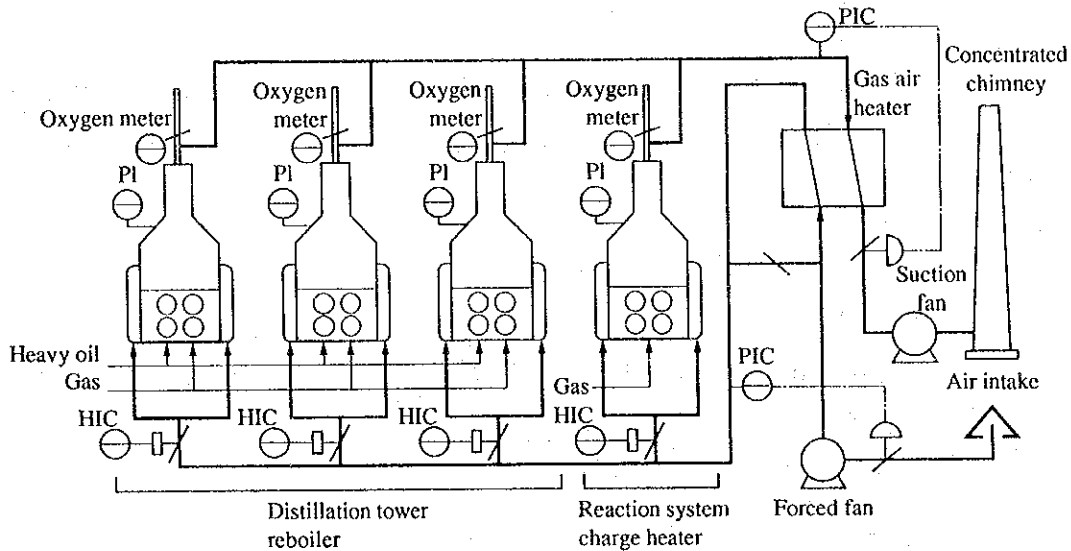 PIC
Concentrated
chimney
Gas air
heater
Oxygen meter
Oxygen
meter
Oxygen
meter
Oxygen
meter
PI
PI
PI
PI
Suction
fan
Heavy oil
Gas
Gas
PIC
Air intake
HIC
HIC
HIC
HIC
Forced fan
Distillation tower
reboiler
Reaction system
charge heater